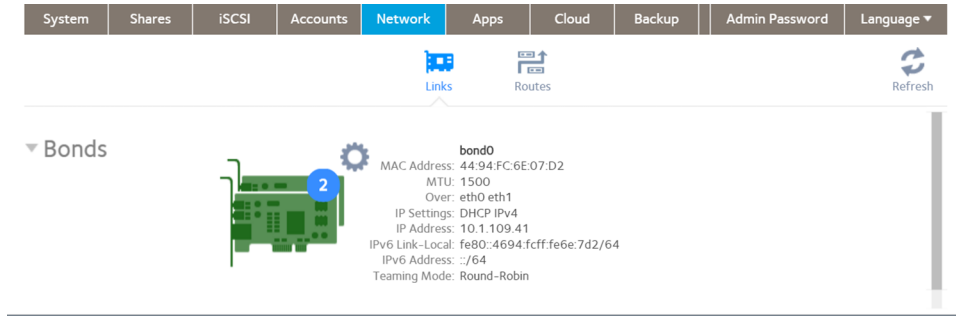 System Shares iSCSI Accounts Network Apps Cloud Backup Admin Password Language
Links Routes Refresh
Bonds
2
bond0
MAC Address: 44:94:FC:6E:07:D2
MTU: 1500
Over: eth0 eth1
IP Settings: DHCP IPv4
IP Address: 10.1.109.41
IPv6 Link-Local: fe80::4694:fcff:fe6e:7d2/64
IPv6 Address: ::/64
Teaming Mode: Round-Robin